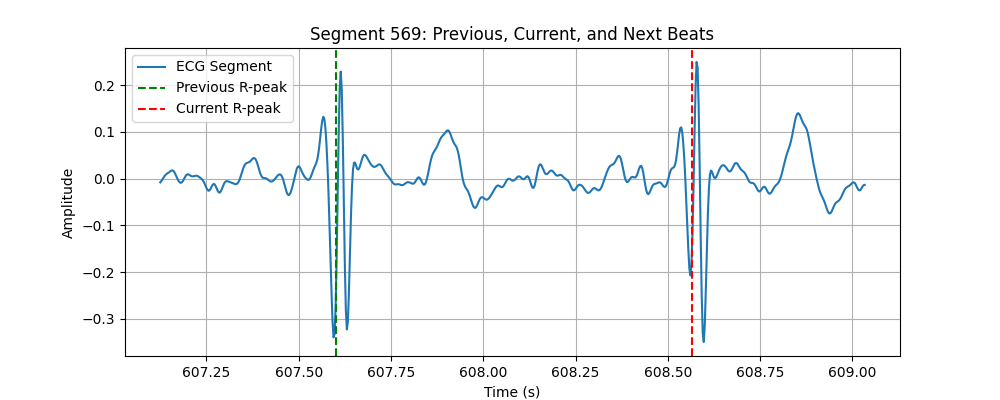 Segment 569: Previous, Current, and Next Beats
ECG Segment
Previous R-peak
Current R-peak
Amplitude
0.2
0.1
0.0
−0.1
−0.2
−0.3
607.25 607.50 607.75 608.00 608.25 608.50 608.75 609.00
Time (s)